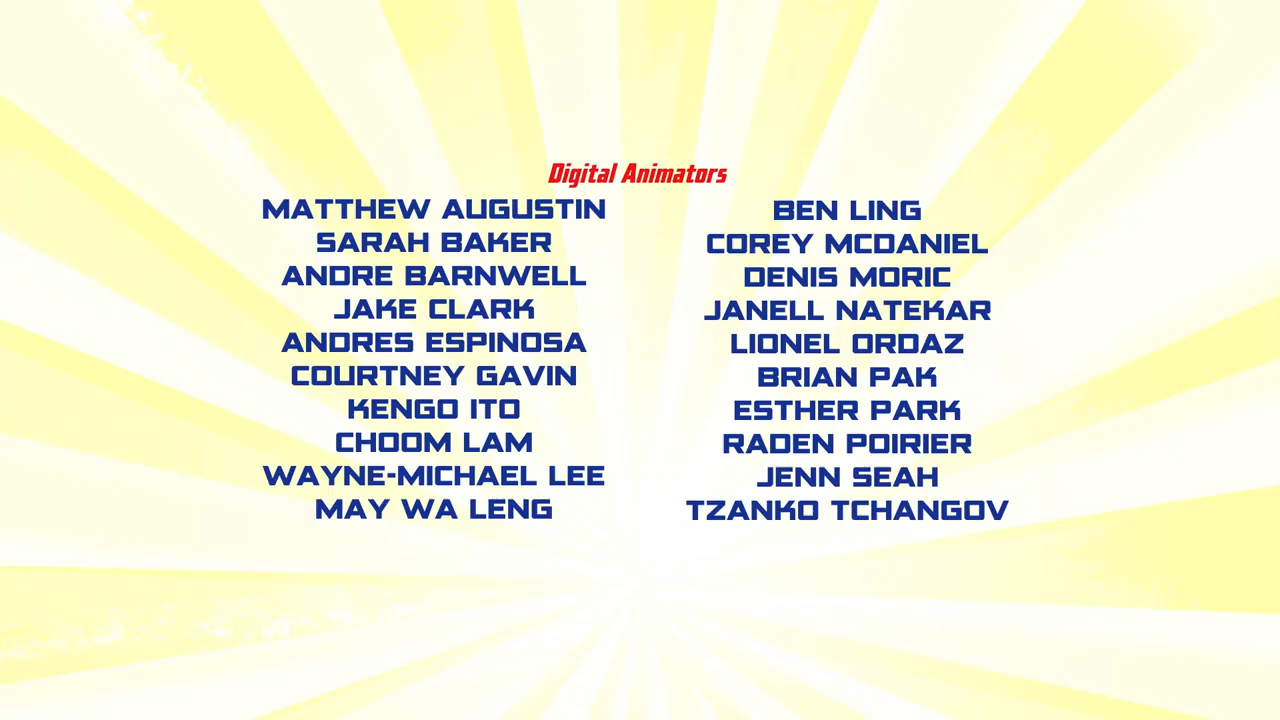 Digital Animators
MATTHEW AUGUSTIN
SARAH BAKER
ANDRE BARNWELL
JAKE CLARK
ANDRES ESPINOSA
COURTNEY GAVIN
KENGO ITO
CHOOM LAM
WAYNE-MICHAEL LEE
MAY WA LENG
BEN LING
COREY MCDANIEL
DENIS MORIC
JANELL NATEKAR
LIONEL ORDAZ
BRIAN PAK
ESTHER PARK
RADEN POIRIER
JENN SEAH
TZANKO TCHANGOV